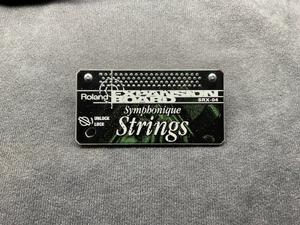 Roland EXPANSION
BOARD SRX-04
Symphonique
Strings
UNLOCK
LOCK